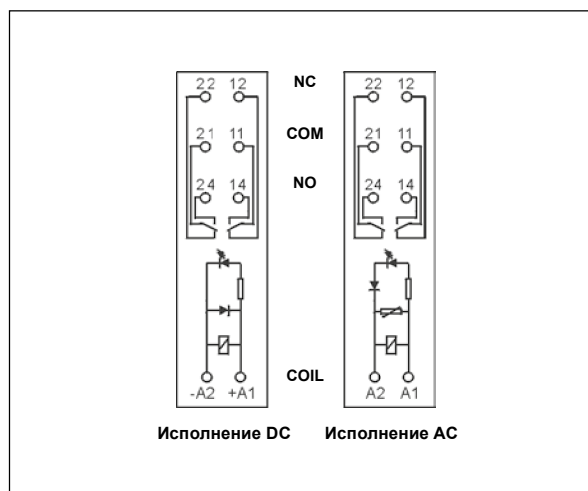 22 12 NC 22 12
21 11 COM 21 11
24 14 NO 24 14
-A2 +A1 COIL A2 A1
Исполнение DC Исполнение AC